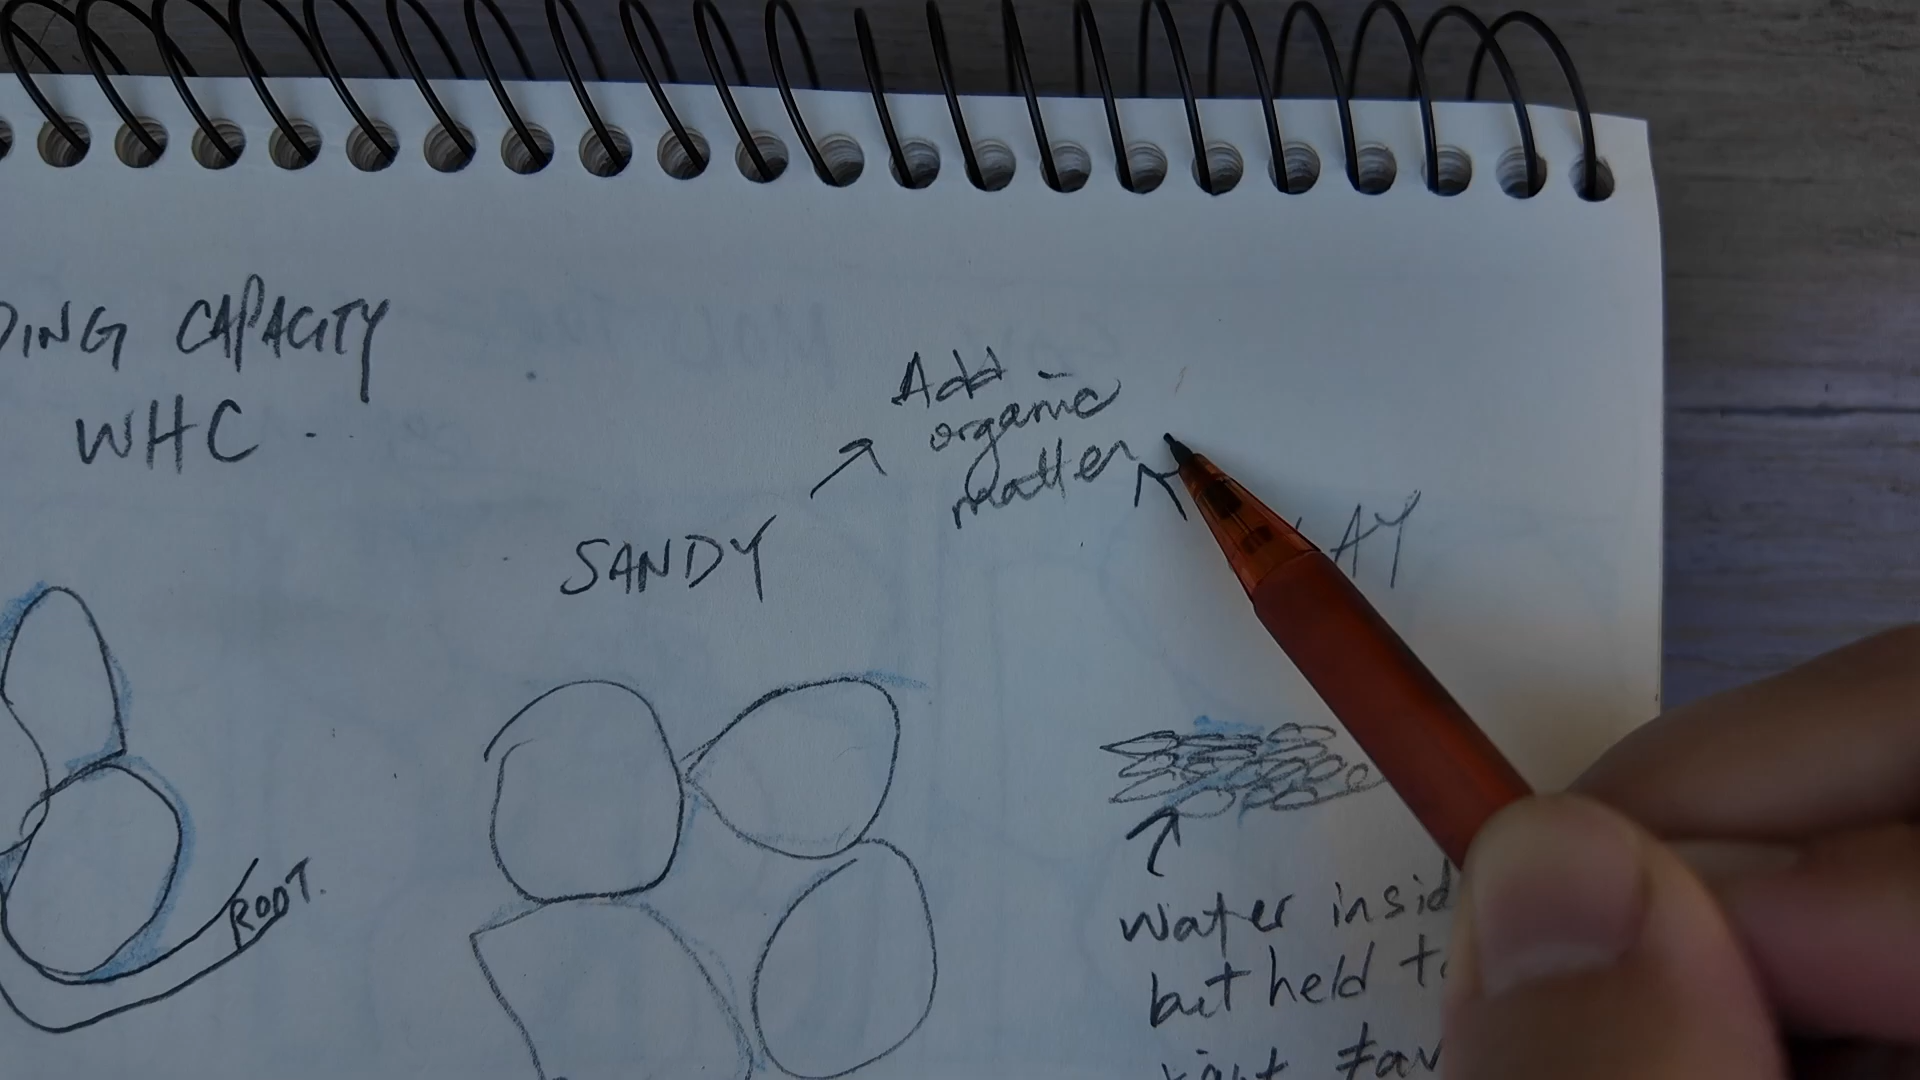 DING CAPACITY
WHC
Add
organic
matter
SANDY
AY
ROOT.
Water insid
but held